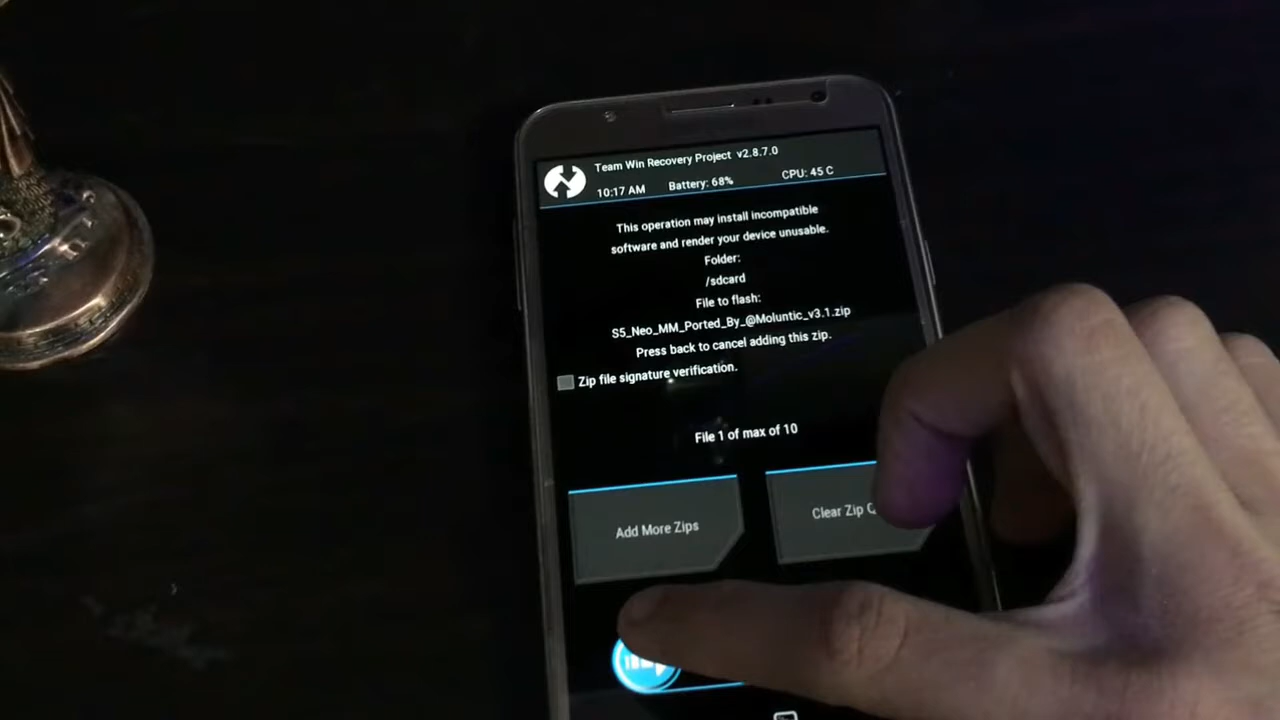 Team Win Recovery Project v2.8.7.0
10:17 AM Battery: 68% CPU: 45 C
This operation may install incompatible
software and render your device unusable.
Folder:
/sdcard
File to flash:
S5_Neo_MM_Ported_By_@Moluntic_v3.1.zip
Press back to cancel adding this zip.
Zip file signature verification.
File 1 of max of 10
Add More Zips
Clear Zip